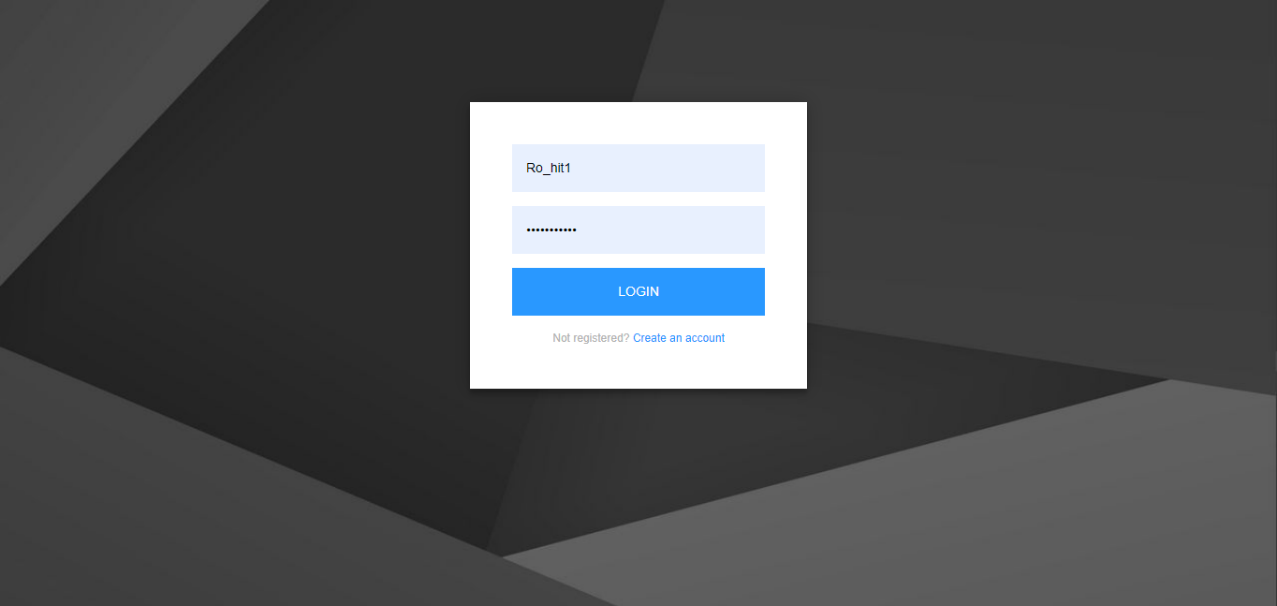 Ro_hit1
•••••••••••
LOGIN
Not registered? Create an account